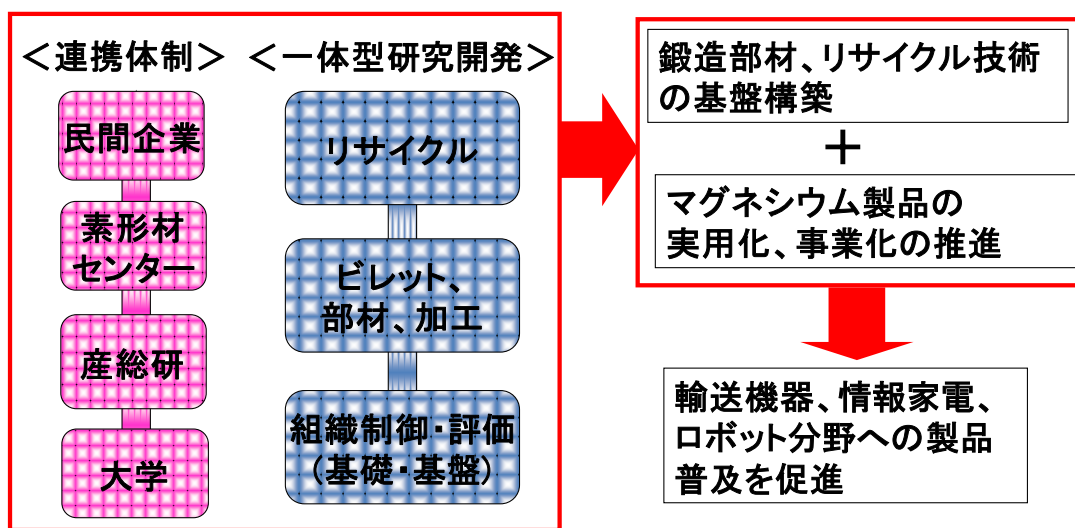 ＜連携体制＞
民間企業
素形材
センター
産総研
大学
＜一体型研究開発＞
リサイクル
ビレット、
部材、加工
組織制御・評価
(基礎・基盤)
鍛造部材、リサイクル技術
の基盤構築
＋
マグネシウム製品の
実用化、事業化の推進
輸送機器、情報家電、
ロボット分野への製品
普及を促進